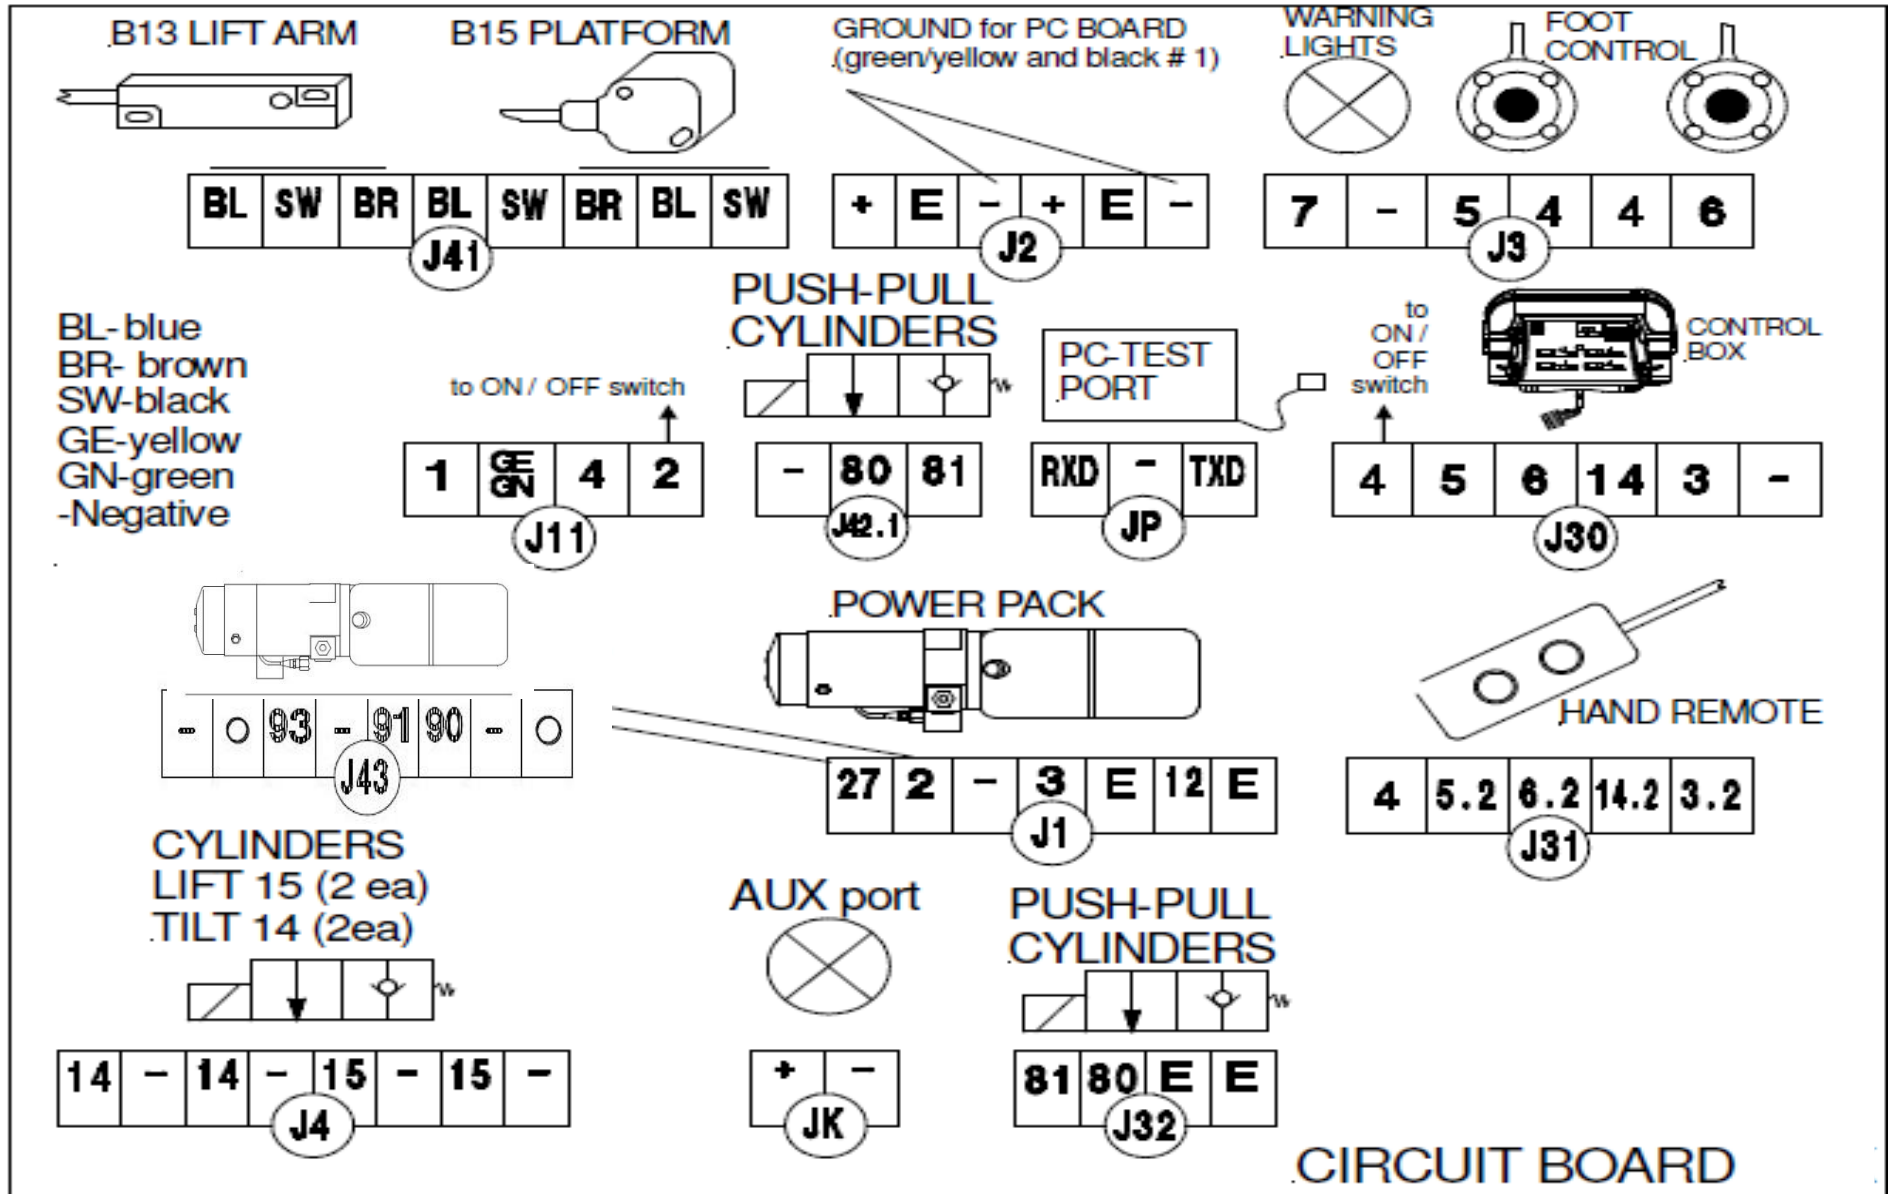 B13 LIFT ARM
B15 PLATFORM
GROUND for PC BOARD
(green/yellow and black # 1)
WARNING
LIGHTS
FOOT
CONTROL
BL SW BR BL SW BR BL SW
J41
+ E - + E -
J2
7 - 5 4 4 6
J3
BL- blue
BR- brown
SW-black
GE-yellow
GN-green
-Negative
to ON / OFF switch
1 GE GN 4 2
J11
PUSH-PULL
CYLINDERS
- 80 81
J42.1
PC-TEST
PORT
RXD - TXD
JP
to
ON /
OFF
switch
CONTROL
BOX
4 5 6 14 3 -
J30
- O 93 - 91 90 - O
J43
POWER PACK
27 2 - 3 E 12 E
J1
HAND REMOTE
4 5.2 6.2 14.2 3.2
J31
CYLINDERS
LIFT 15 (2 ea)
TILT 14 (2ea)
14 - 14 - 15 - 15 -
J4
AUX port
+ -
JK
PUSH-PULL
CYLINDERS
81 80 E E
J32
CIRCUIT BOARD